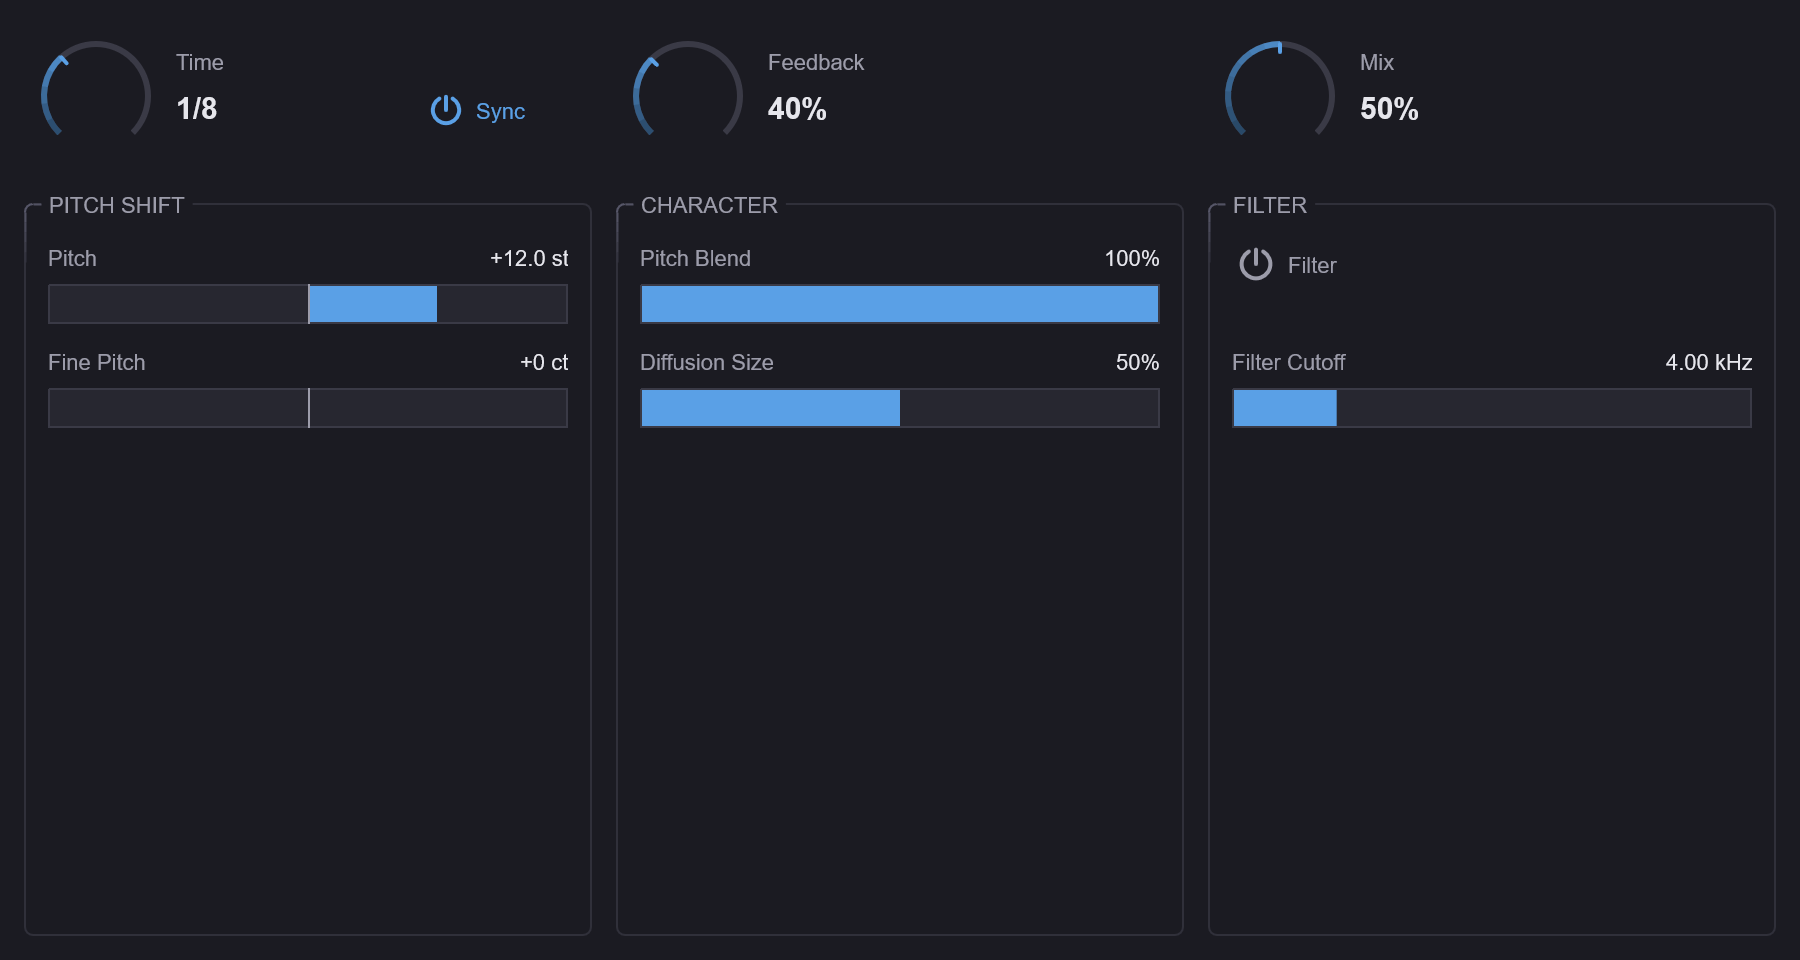 Time
1/8
Sync
Feedback
40%
Mix
50%
PITCH SHIFT
Pitch +12.0 st
Fine Pitch +0 ct
CHARACTER
Pitch Blend 100%
Diffusion Size 50%
FILTER
Filter
Filter Cutoff 4.00 kHz